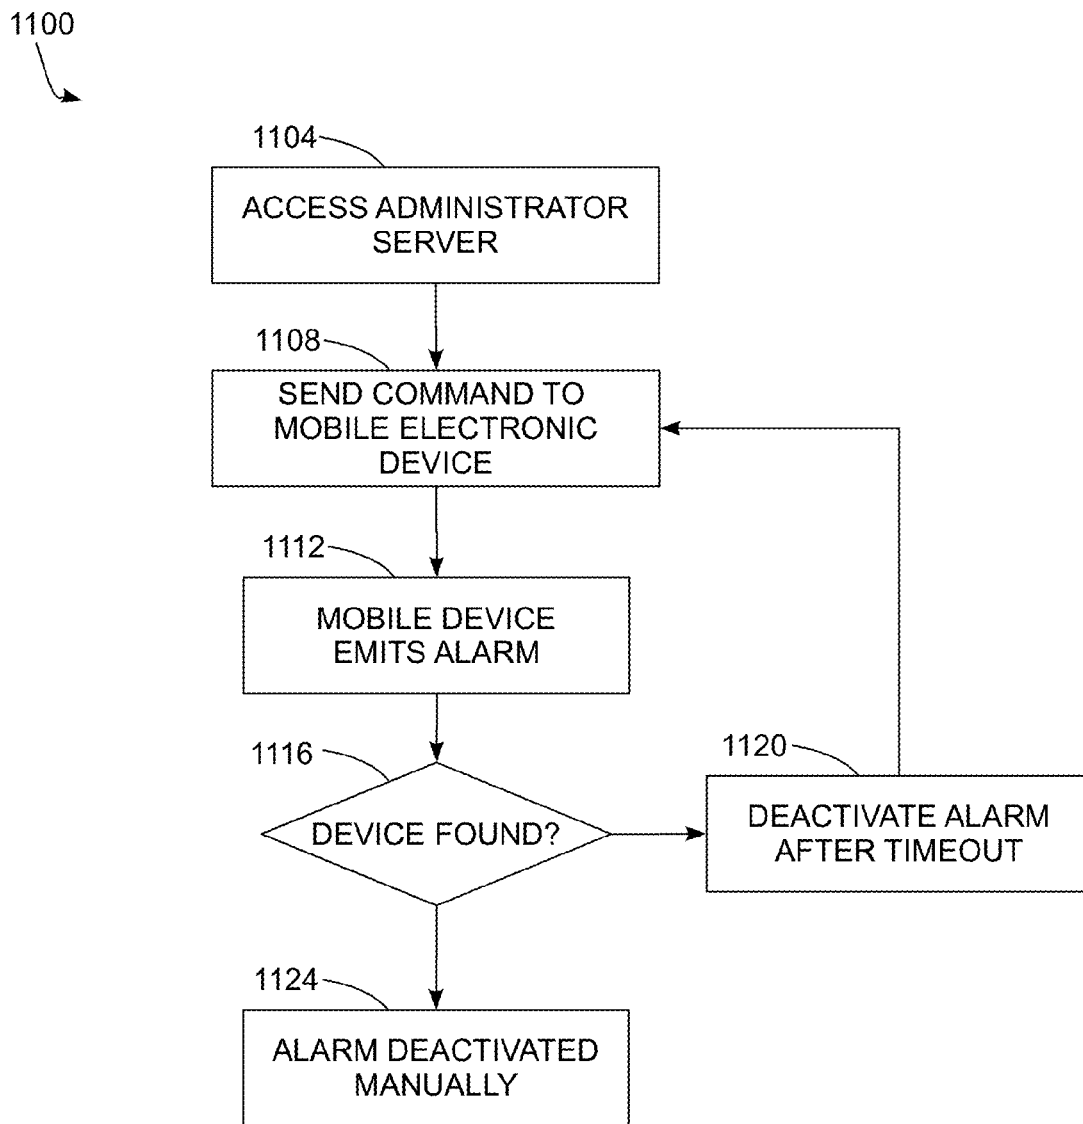 1100
1104
ACCESS ADMINISTRATOR
SERVER
1108
SEND COMMAND TO
MOBILE ELECTRONIC
DEVICE
1112
MOBILE DEVICE
EMITS ALARM
1116
DEVICE FOUND?
1120
DEACTIVATE ALARM
AFTER TIMEOUT
1124
ALARM DEACTIVATED
MANUALLY